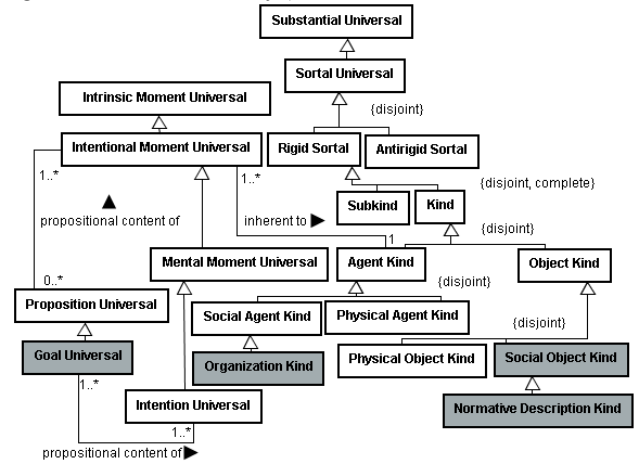 Substantial Universal
Sortal Universal
Intrinsic Moment Universal
{disjoint}
Intentional Moment Universal
Rigid Sortal
Antirigid Sortal
1..*
1..*
{disjoint, complete}
Subkind
Kind
propositional content of
inherent to
{disjoint}
1
Mental Moment Universal
Agent Kind
Object Kind
0..*
{disjoint}
Proposition Universal
Social Agent Kind
Physical Agent Kind
{disjoint}
Goal Universal
Organization Kind
Physical Object Kind
Social Object Kind
1..*
Intention Universal
Normative Description Kind
1..*
propositional content of